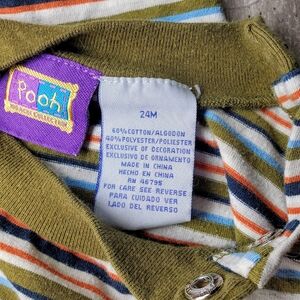 Pooh
24M
60%COTTON/ALGODON
40%POLYESTER/POLIESTER
EXCLUSIVE OF DECORATION
EXCLUSIVO DE ORNAMENTO
MADE IN CHINA
HECHO EN CHINA
RN 46795
FOR CARE SEE REVERSE
PARA CUIDADO VER
LADO DEL REVERSO